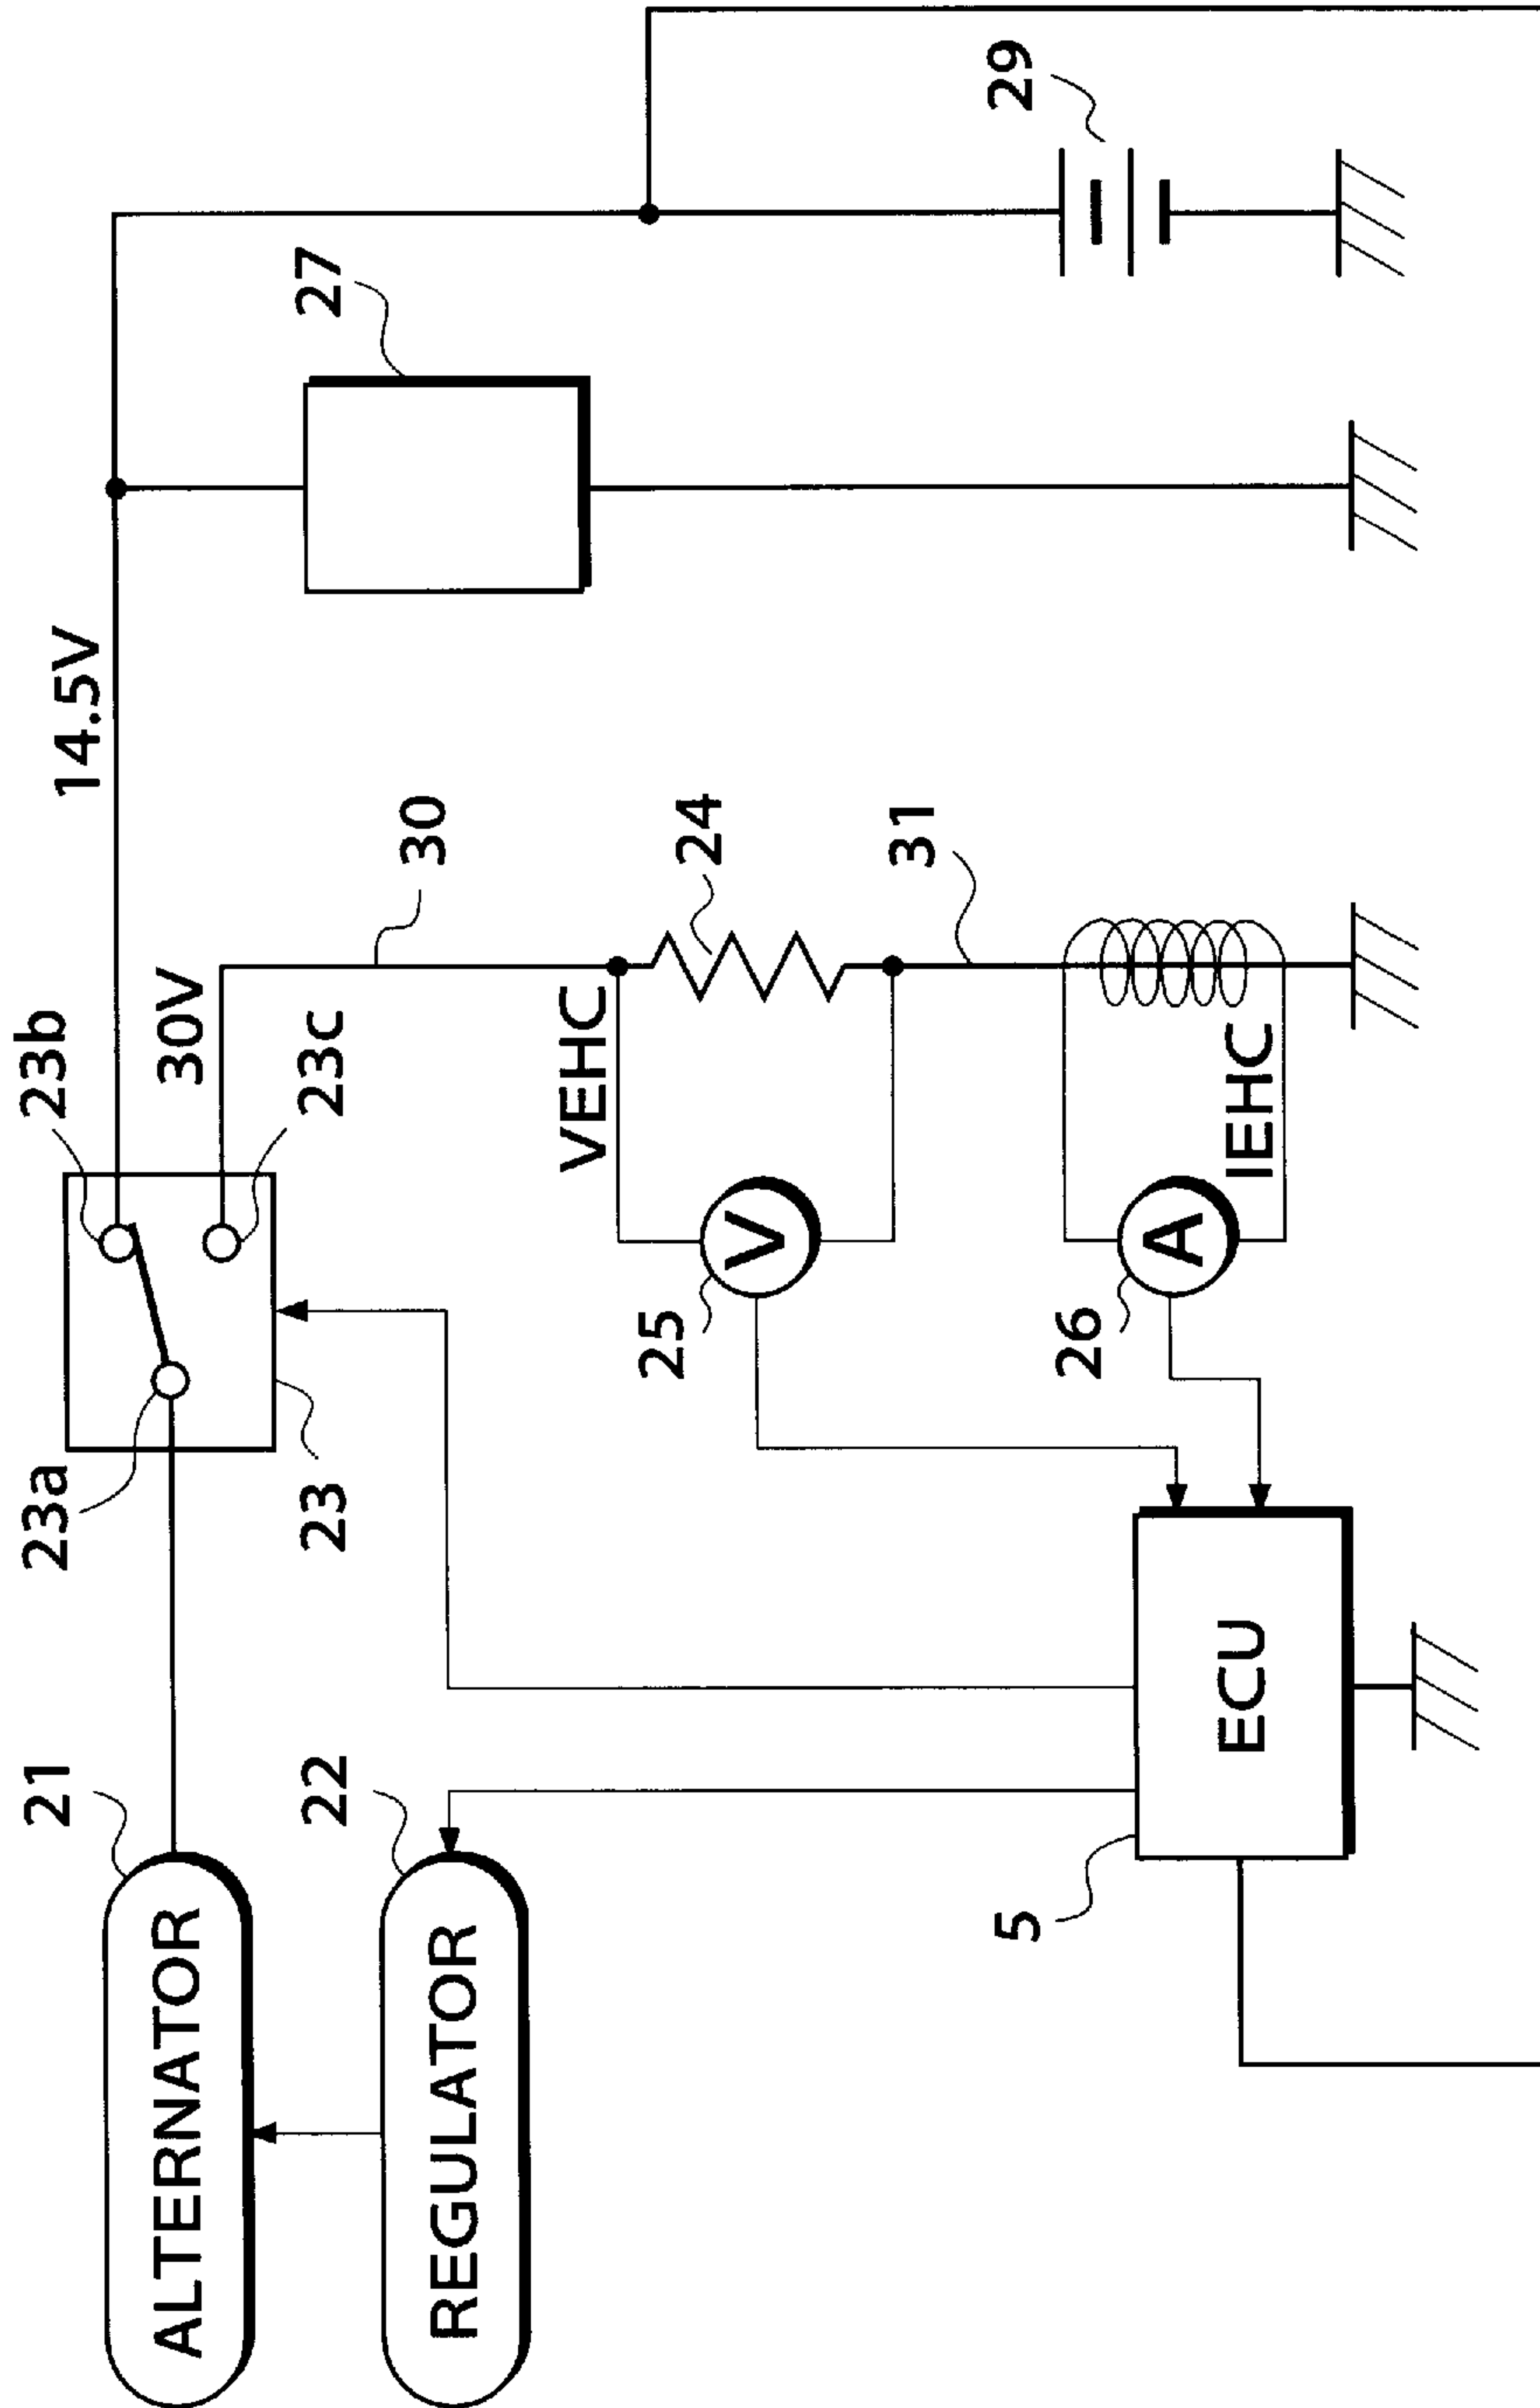 21
ALTERNATOR
22
REGULATOR
23a
23
23b
23c
14.5V
30V
30
27
29
VEHC
24
25
V
31
26
A
IEHC
5
ECU